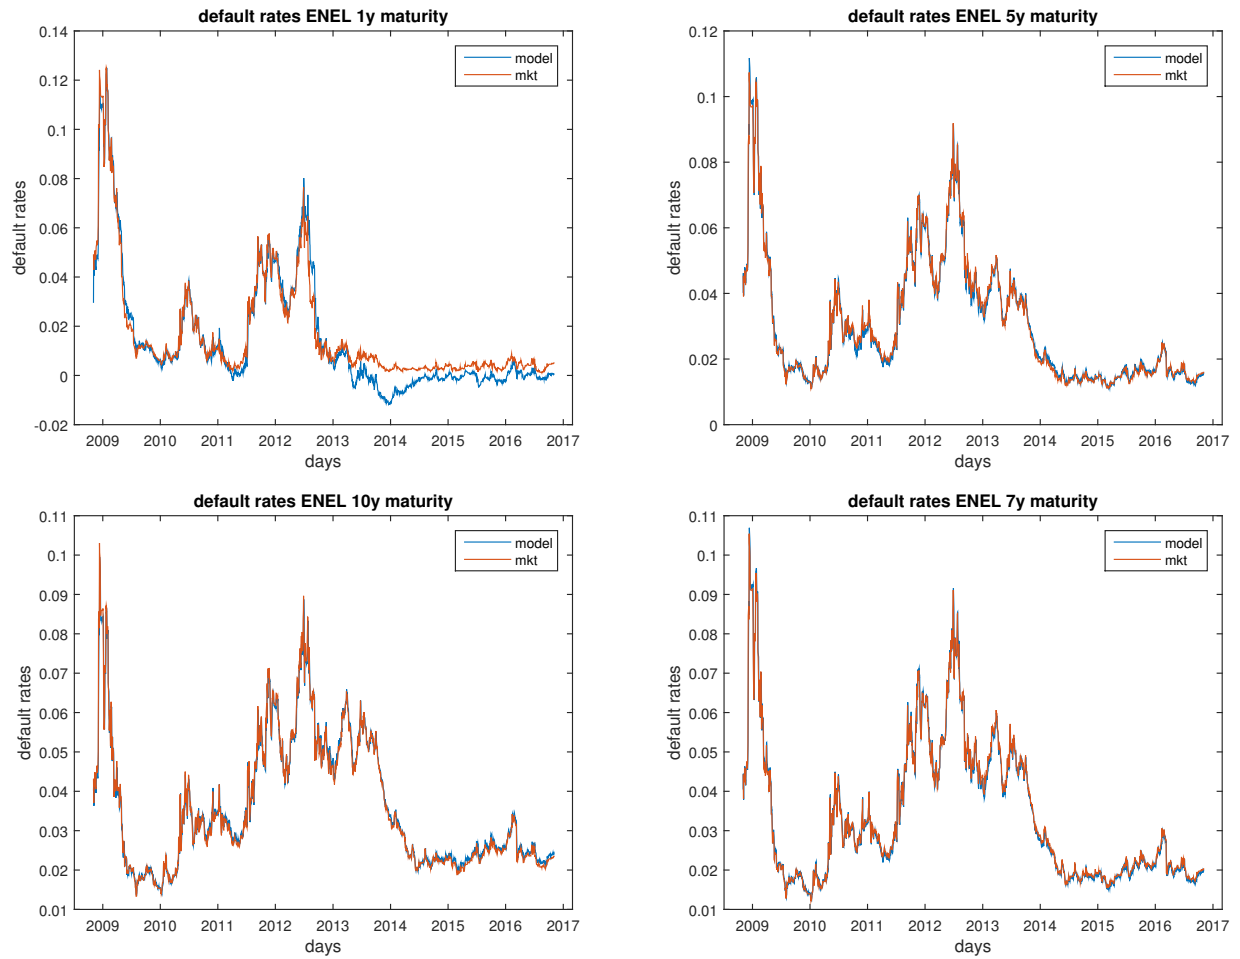 default rates ENEL 1y maturity
0.14
0.12
0.1
0.08
0.06
0.04
0.02
0
-0.02
default rates
model
mkt
2009 2010 2011 2012 2013 2014 2015 2016 2017
days
default rates ENEL 5y maturity
0.12
0.1
0.08
0.06
0.04
0.02
0
default rates
model
mkt
2009 2010 2011 2012 2013 2014 2015 2016 2017
days
default rates ENEL 10y maturity
0.11
0.1
0.09
0.08
0.07
0.06
0.05
0.04
0.03
0.02
0.01
default rates
model
mkt
2009 2010 2011 2012 2013 2014 2015 2016 2017
days
default rates ENEL 7y maturity
0.11
0.1
0.09
0.08
0.07
0.06
0.05
0.04
0.03
0.02
0.01
default rates
model
mkt
2009 2010 2011 2012 2013 2014 2015 2016 2017
days